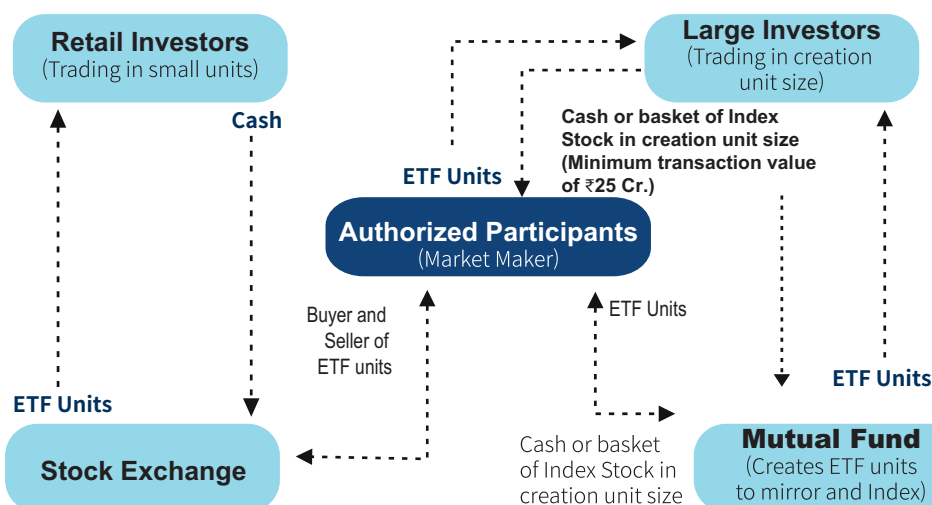 Retail Investors
(Trading in small units)
Large Investors
(Trading in creation
unit size)
Cash
Cash or basket of Index
Stock in creation unit size
(Minimum transaction value
of ₹25 Cr.)
ETF Units
Authorized Participants
(Market Maker)
Buyer and
Seller of
ETF units
ETF Units
ETF Units
ETF Units
Stock Exchange
Cash or basket
of Index Stock in
creation unit size
Mutual Fund
(Creates ETF units
to mirror and Index)